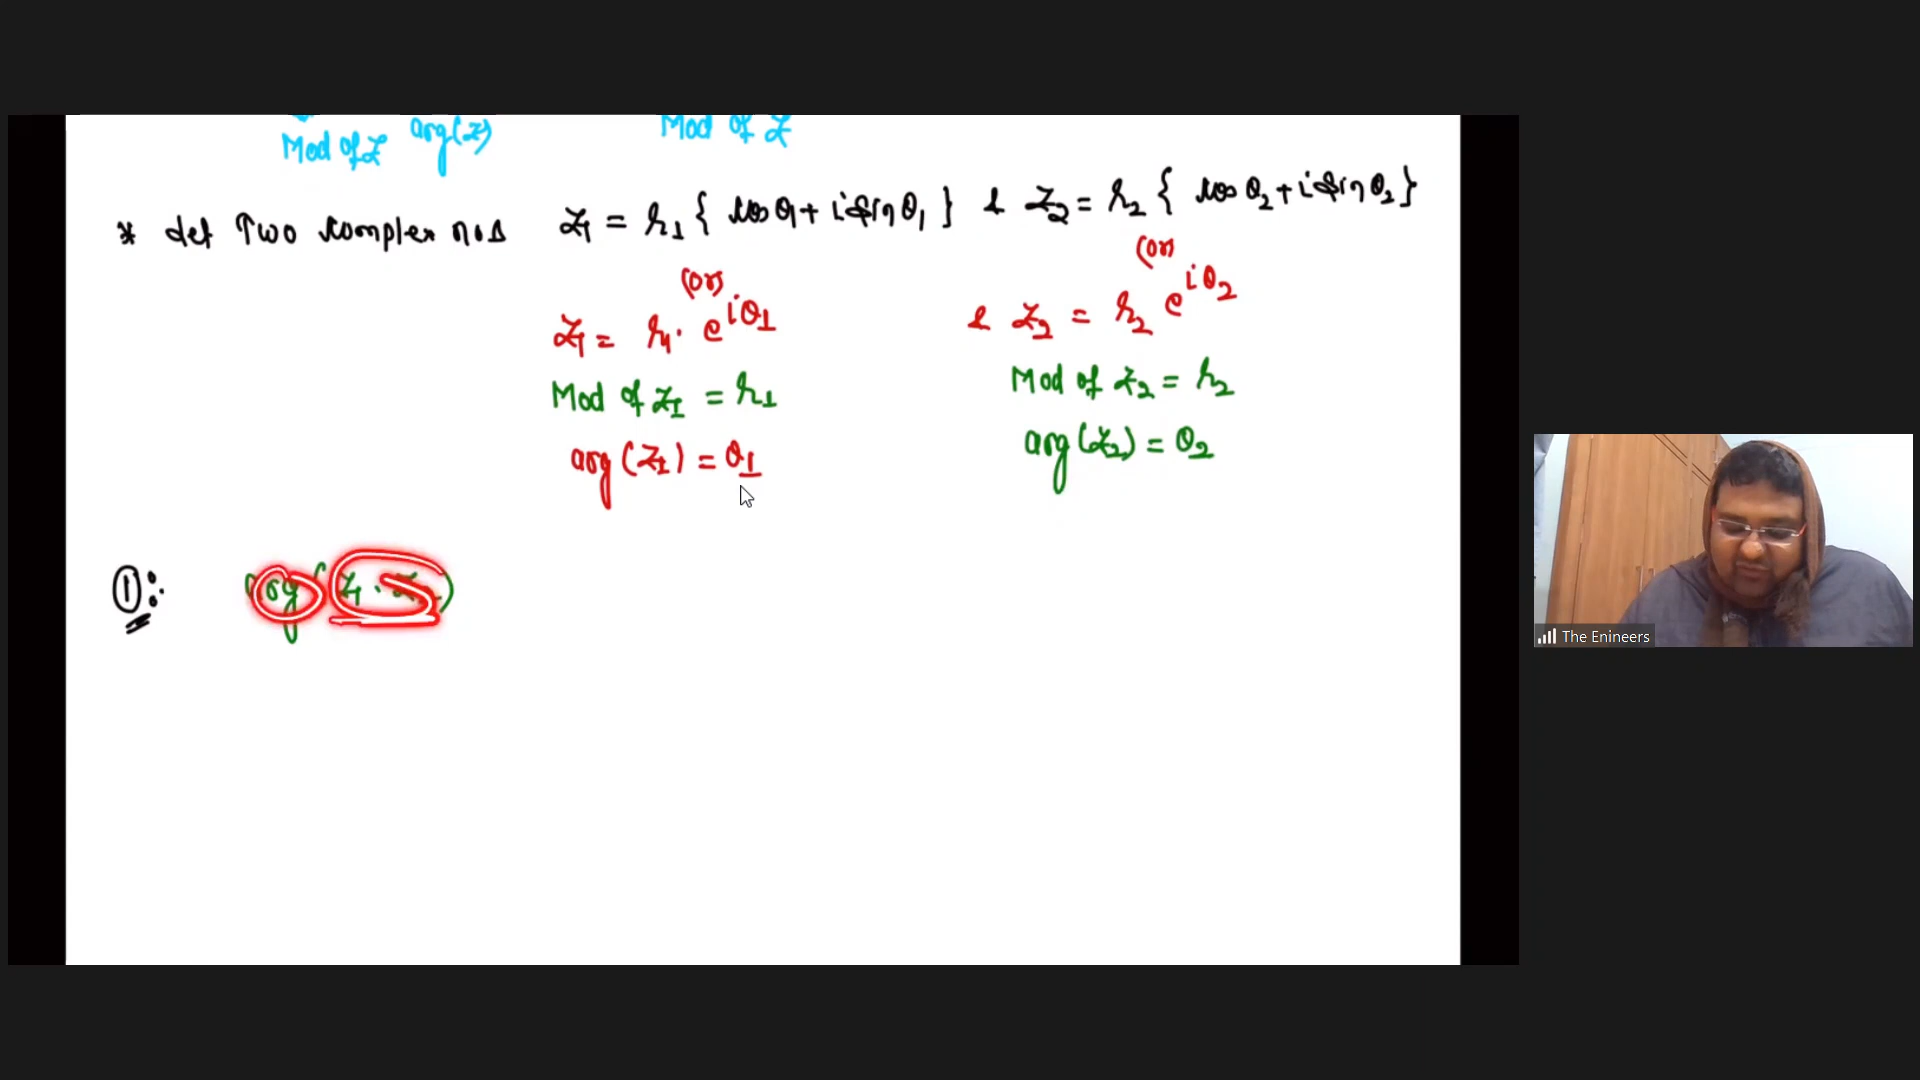 Mod of Z arg(z) Mod of Z
* Let Two complex nos Z1 = r1 { cos θ1 + i sin θ1 } & Z2 = r2 { cos θ2 + i sin θ2 }
(or) (or)
Z1 = r1 . e^iθ1 & Z2 = r2 e^iθ2
Mod of Z1 = r1 Mod of Z2 = r2
arg (Z1) = θ1 arg (Z2) = θ2
①: arg ( Z1 . Z2 )
The Enineers